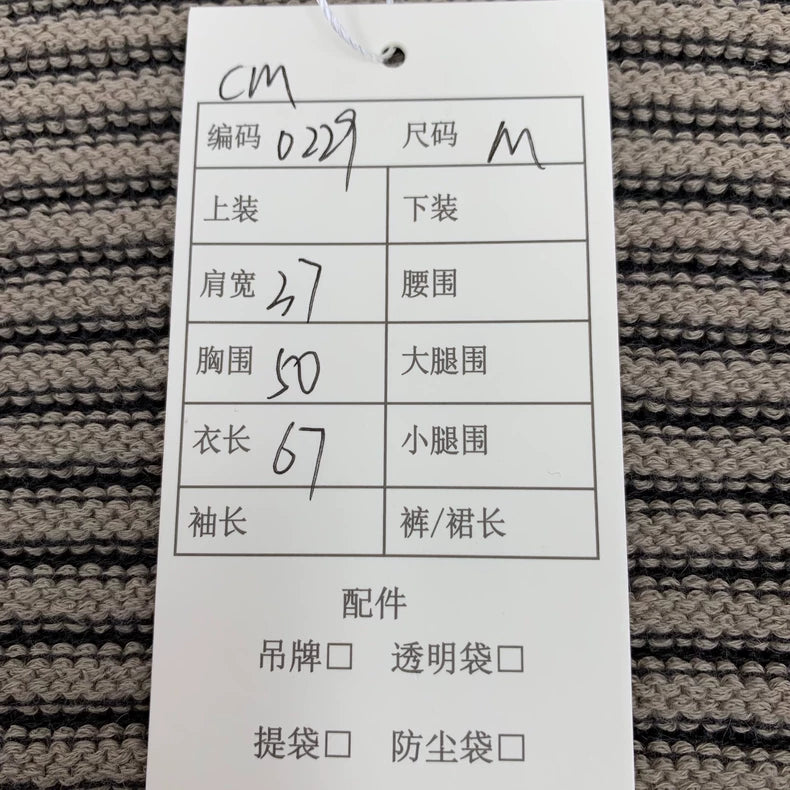 CM
编码 0229 尺码 M
上装 下装
肩宽 37 腰围
胸围 50 大腿围
衣长 67 小腿围
袖长 裤/裙长
配件
吊牌□ 透明袋□
提袋□ 防尘袋□